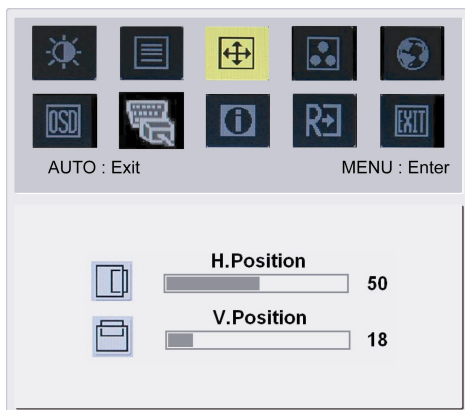 OSD
R
EXIT
AUTO : Exit MENU : Enter
H.Position
50
V.Position
18